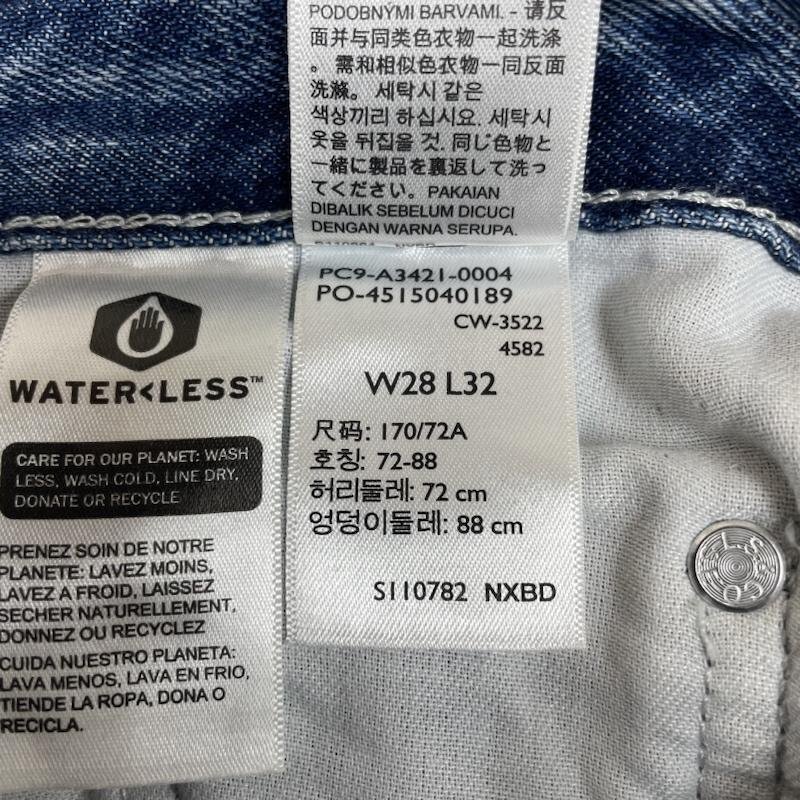 PODOBNÝMI BARVAMI. - 请反
面并与同类色衣物一起洗涤
。 需和相似色衣物一同反面
洗滌。 세탁시 같은
색상끼리 하십시요. 세탁시
옷을 뒤집을 것. 同じ色物と
一緒に製品を裏返して洗っ
てください。 PAKAIAN
DIBALIK SEBELUM DICUCI
DENGAN WARNA SERUPA.
PC9-A3421-0004
PO-4515040189
CW-3522
4582
W28 L32
尺码: 170/72A
호칭: 72-88
허리둘레: 72 cm
엉덩이둘레: 88 cm
S110782 NXBD
WATER<LESS™
CARE FOR OUR PLANET: WASH
LESS, WASH COLD, LINE DRY,
DONATE OR RECYCLE
PRENEZ SOIN DE NOTRE
PLANETE: LAVEZ MOINS,
LAVEZ A FROID, LAISSEZ
SECHER NATURELLEMENT,
DONNEZ OU RECYCLEZ
CUIDA NUESTRO PLANETA:
LAVA MENOS, LAVA EN FRIO,
TIENDE LA ROPA, DONA O
RECICLA.